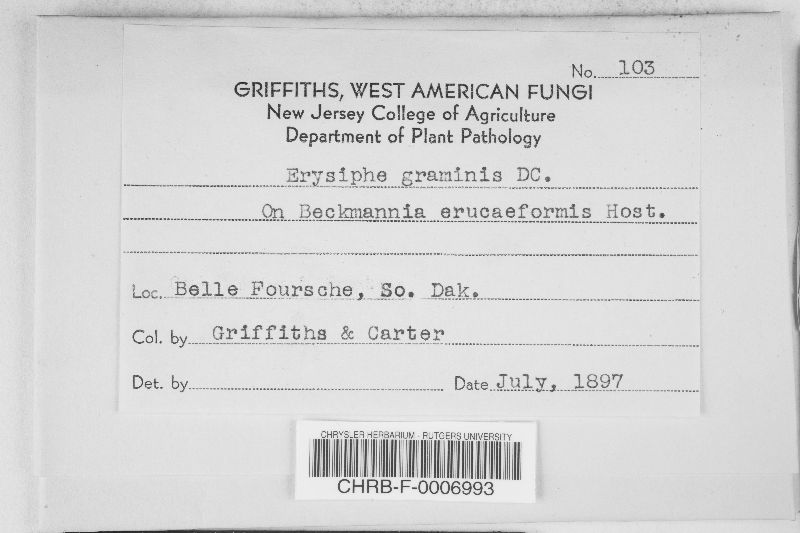 No. 103
GRIFFITHS, WEST AMERICAN FUNGI
New Jersey College of Agriculture
Department of Plant Pathology
Erysiphe graminis DC.
On Beckmannia erucaeformis Host.
Loc. Belle Foursche, So. Dak.
Col. by Griffiths & Carter
Det. by Date July, 1897
CHRYSLER HERBARIUM - RUTGERS UNIVERSITY
CHRB-F-0006993